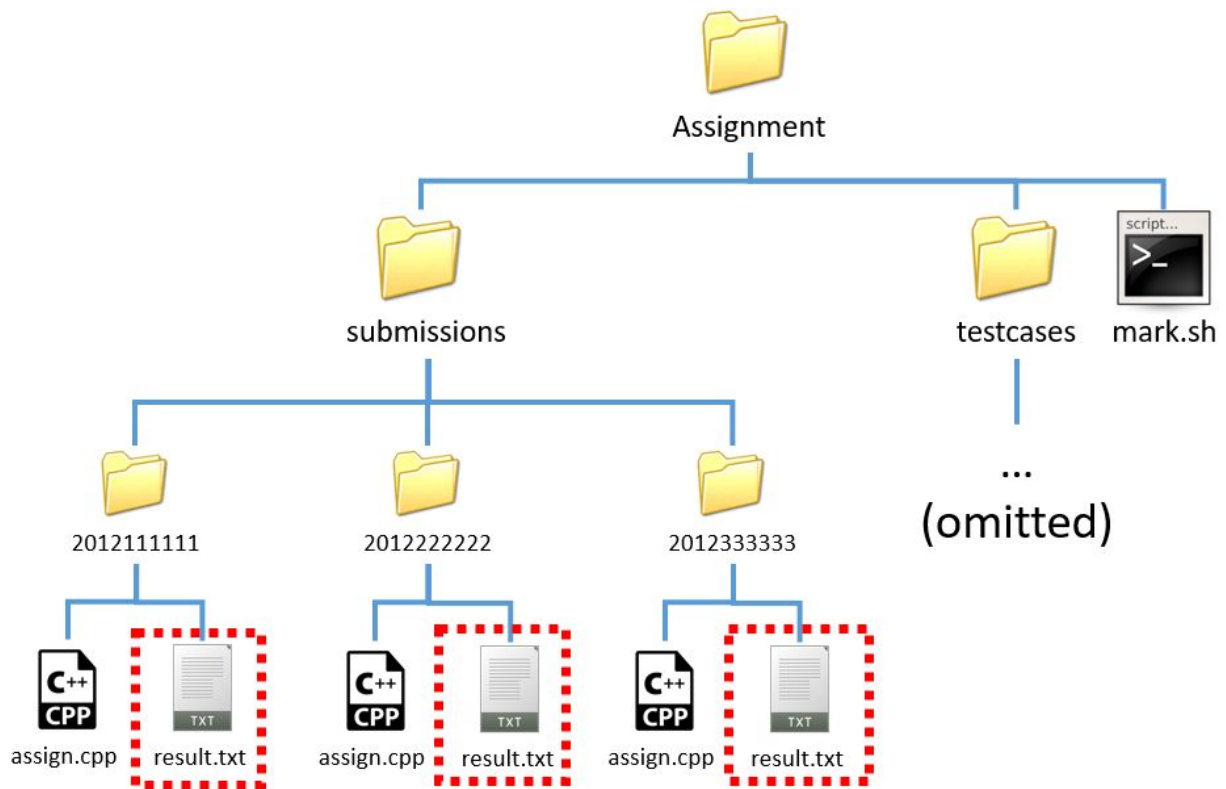 Assignment
script...
>_
submissions
testcases
mark.sh
...
(omitted)
2012111111
2012222222
2012333333
C++
CPP
TXT
C++
CPP
TXT
C++
CPP
TXT
assign.cpp
result.txt
assign.cpp
result.txt
assign.cpp
result.txt